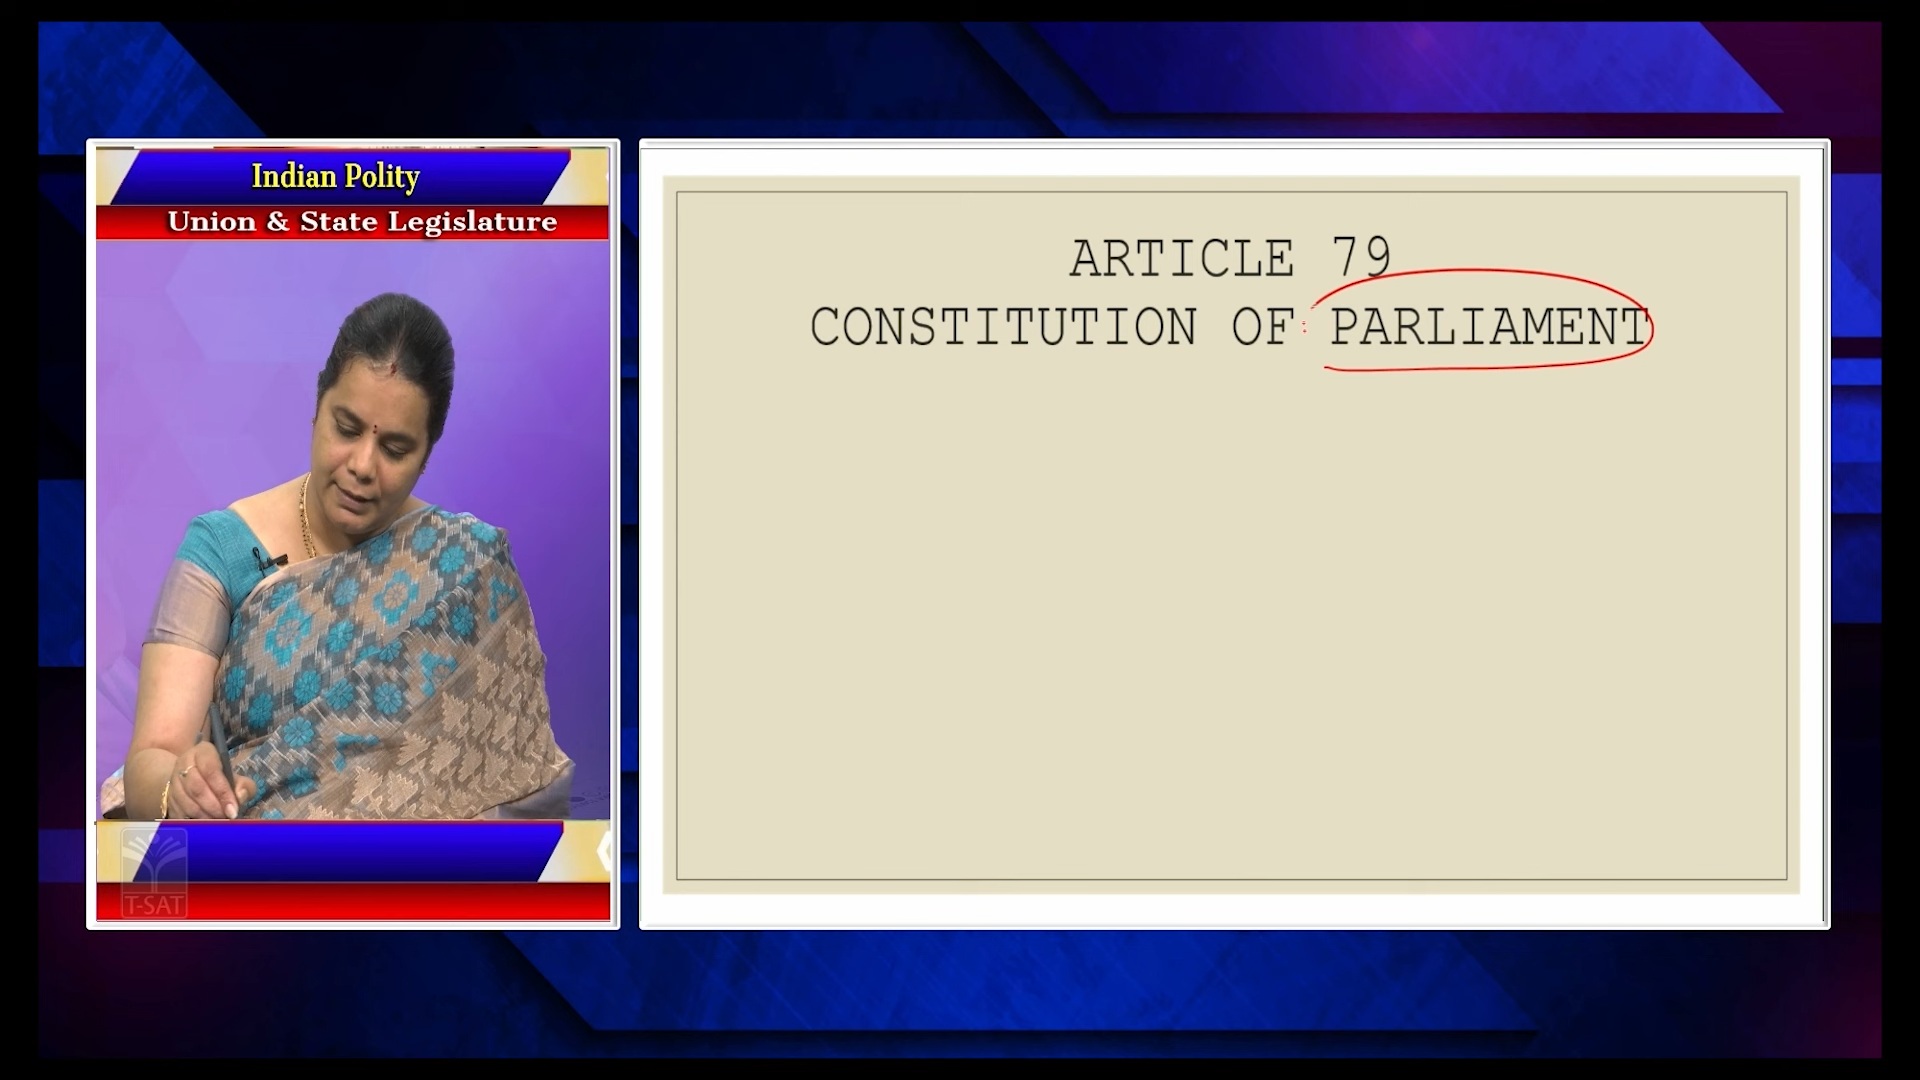 Indian Polity
Union & State Legislature
T-SAT
ARTICLE 79
CONSTITUTION OF PARLIAMENT